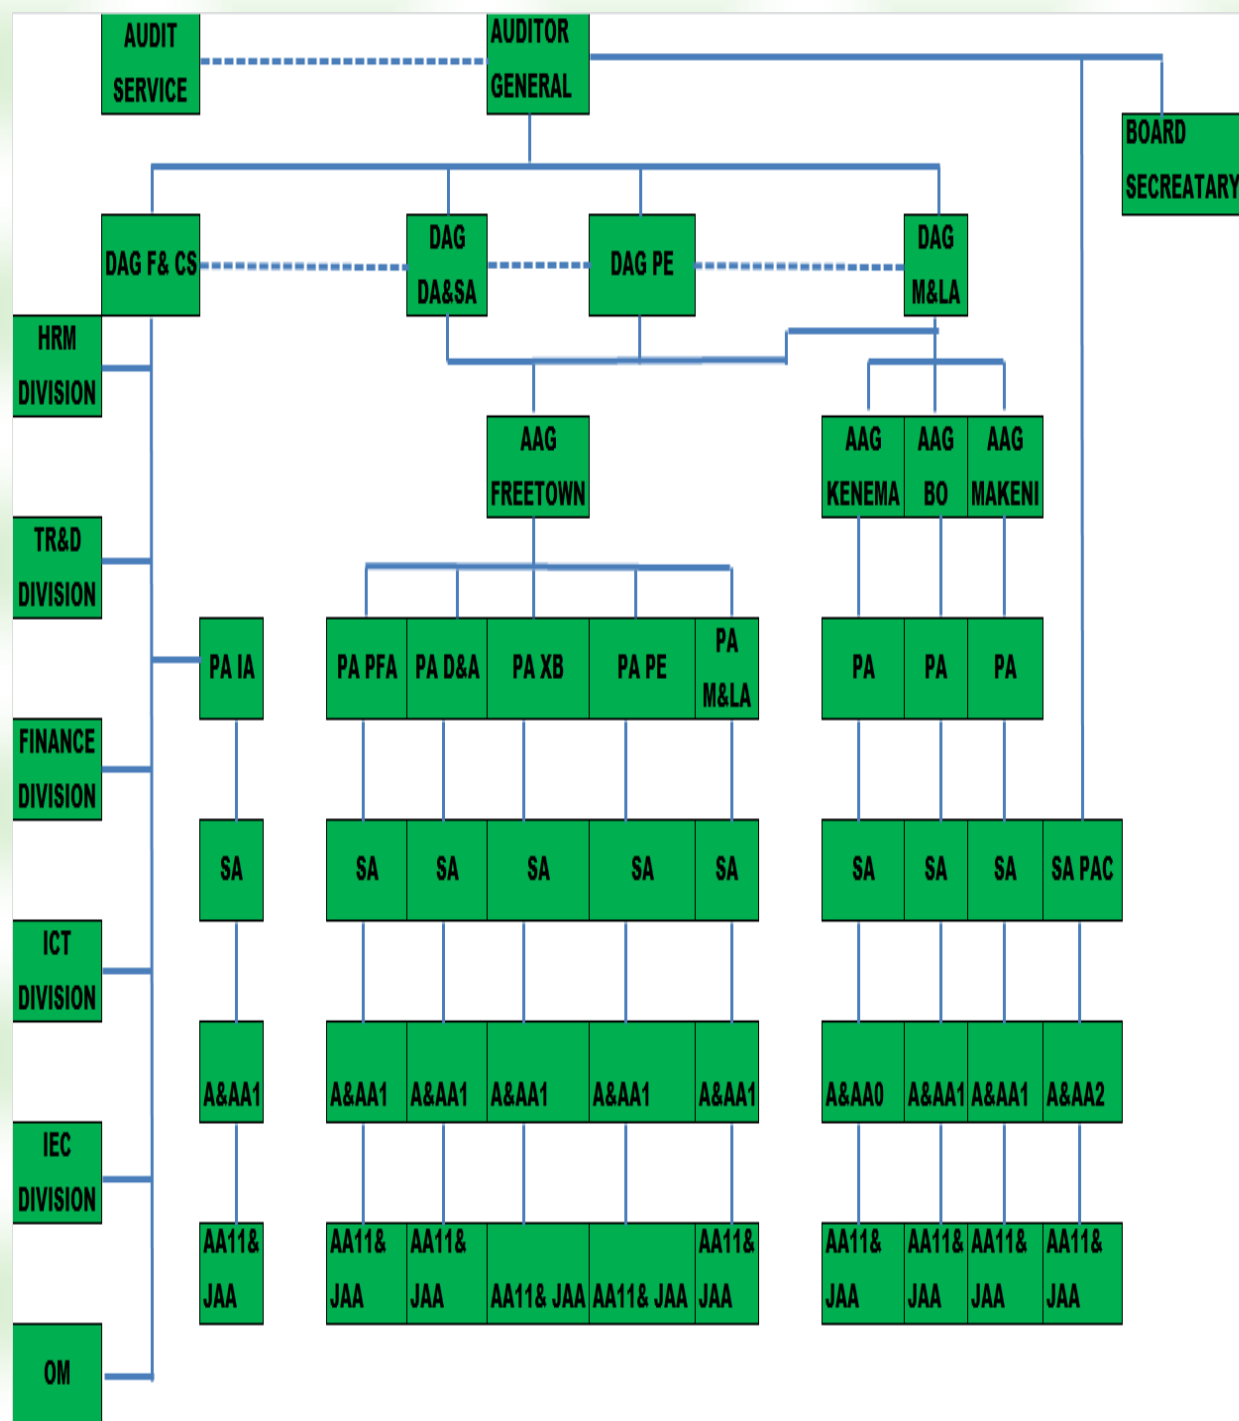 AUDIT
SERVICE
AUDITOR
GENERAL
BOARD
SECREATARY
DAG F& CS
DAG
DA&SA
DAG PE
DAG
M&LA
HRM
DIVISION
AAG
FREETOWN
AAG
KENEMA
AAG
BO
AAG
MAKENI
TR&D
DIVISION
PA IA
PA PFA
PA D&A
PA XB
PA PE
PA
M&LA
PA
PA
PA
FINANCE
DIVISION
SA
SA
SA
SA
SA
SA
SA
SA
SA
SA PAC
ICT
DIVISION
A&AA1
A&AA1
A&AA1
A&AA1
A&AA1
A&AA1
A&AA0
A&AA1
A&AA1
A&AA2
IEC
DIVISION
AA11&
JAA
AA11&
JAA
AA11&
JAA
AA11& JAA
AA11& JAA
AA11&
JAA
AA11&
JAA
AA11&
JAA
AA11&
JAA
AA11&
JAA
OM